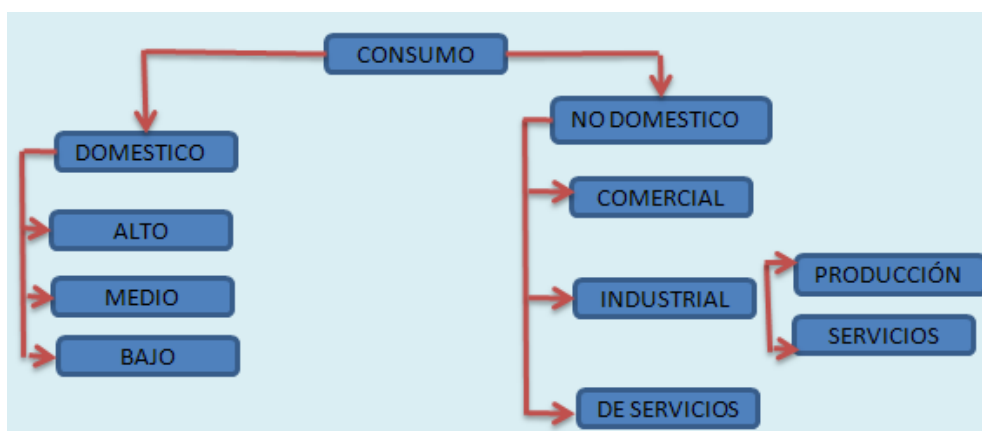 CONSUMO
DOMESTICO
ALTO
MEDIO
BAJO
NO DOMESTICO
COMERCIAL
INDUSTRIAL
PRODUCCIÓN
SERVICIOS
DE SERVICIOS